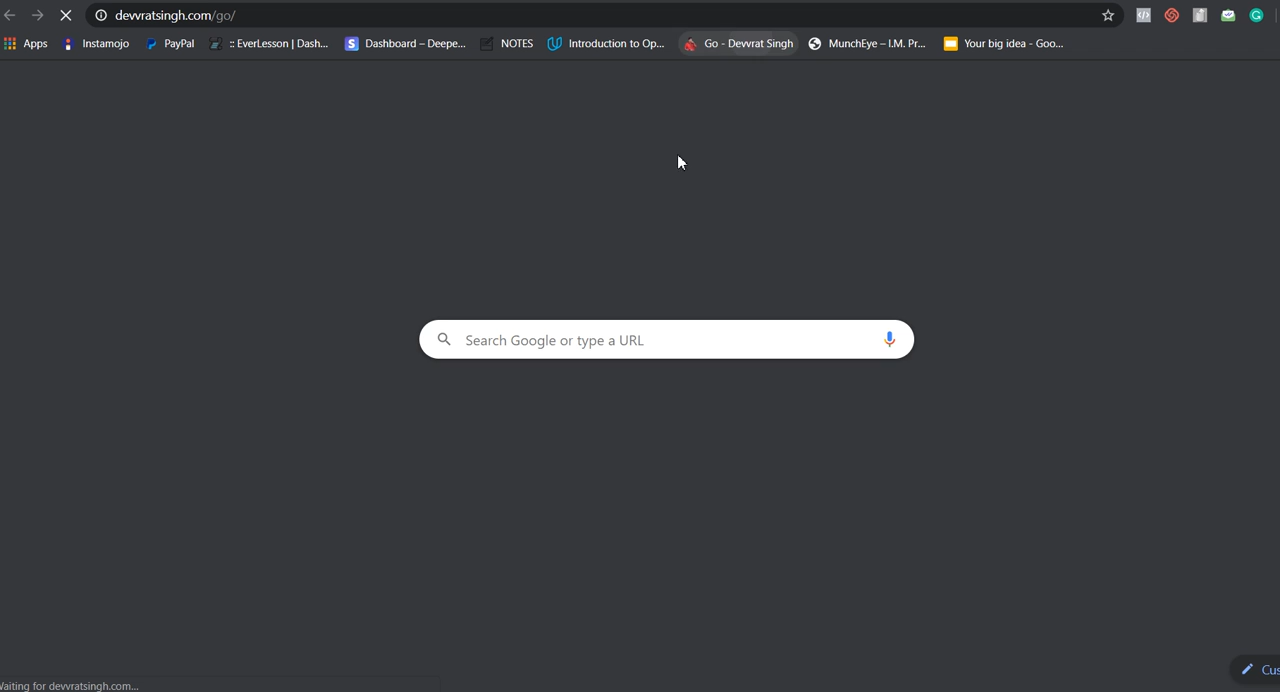 devvratsingh.com/go/
Apps Instamojo PayPal :: EverLesson | Dash... Dashboard – Deepe... NOTES Introduction to Op... Go - Devvrat Singh MunchEye – I.M. Pr... Your big idea - Goo...
Search Google or type a URL
Cus
Waiting for devvratsingh.com...